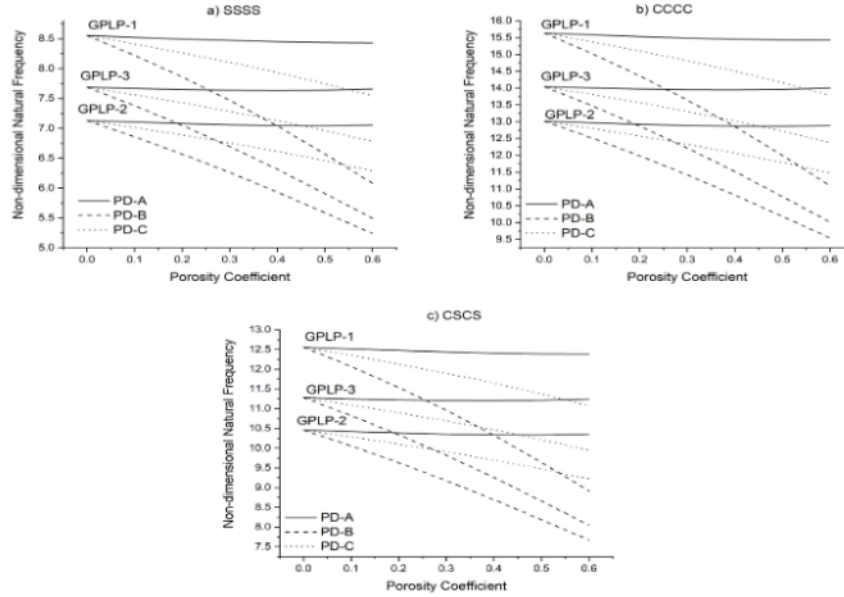 a) SSSS
Non-dimensional Natural Frequency
8.5
8.0
7.5
7.0
6.5
6.0
5.5
5.0
GPLP-1
GPLP-3
GPLP-2
PD-A
PD-B
PD-C
0.0 0.1 0.2 0.3 0.4 0.5 0.6
Porosity Coefficient
b) CCCC
Non-dimensional Natural Frequency
16.0
15.5
15.0
14.5
14.0
13.5
13.0
12.5
12.0
11.5
11.0
10.5
10.0
9.5
GPLP-1
GPLP-3
GPLP-2
PD-A
PD-B
PD-C
0.0 0.1 0.2 0.3 0.4 0.5 0.6
Porosity Coefficient
c) CSCS
Non-dimensional Natural Frequency
13.0
12.5
12.0
11.5
11.0
10.5
10.0
9.5
9.0
8.5
8.0
7.5
GPLP-1
GPLP-3
GPLP-2
PD-A
PD-B
PD-C
0.0 0.1 0.2 0.3 0.4 0.5 0.6
Porosity Coefficient